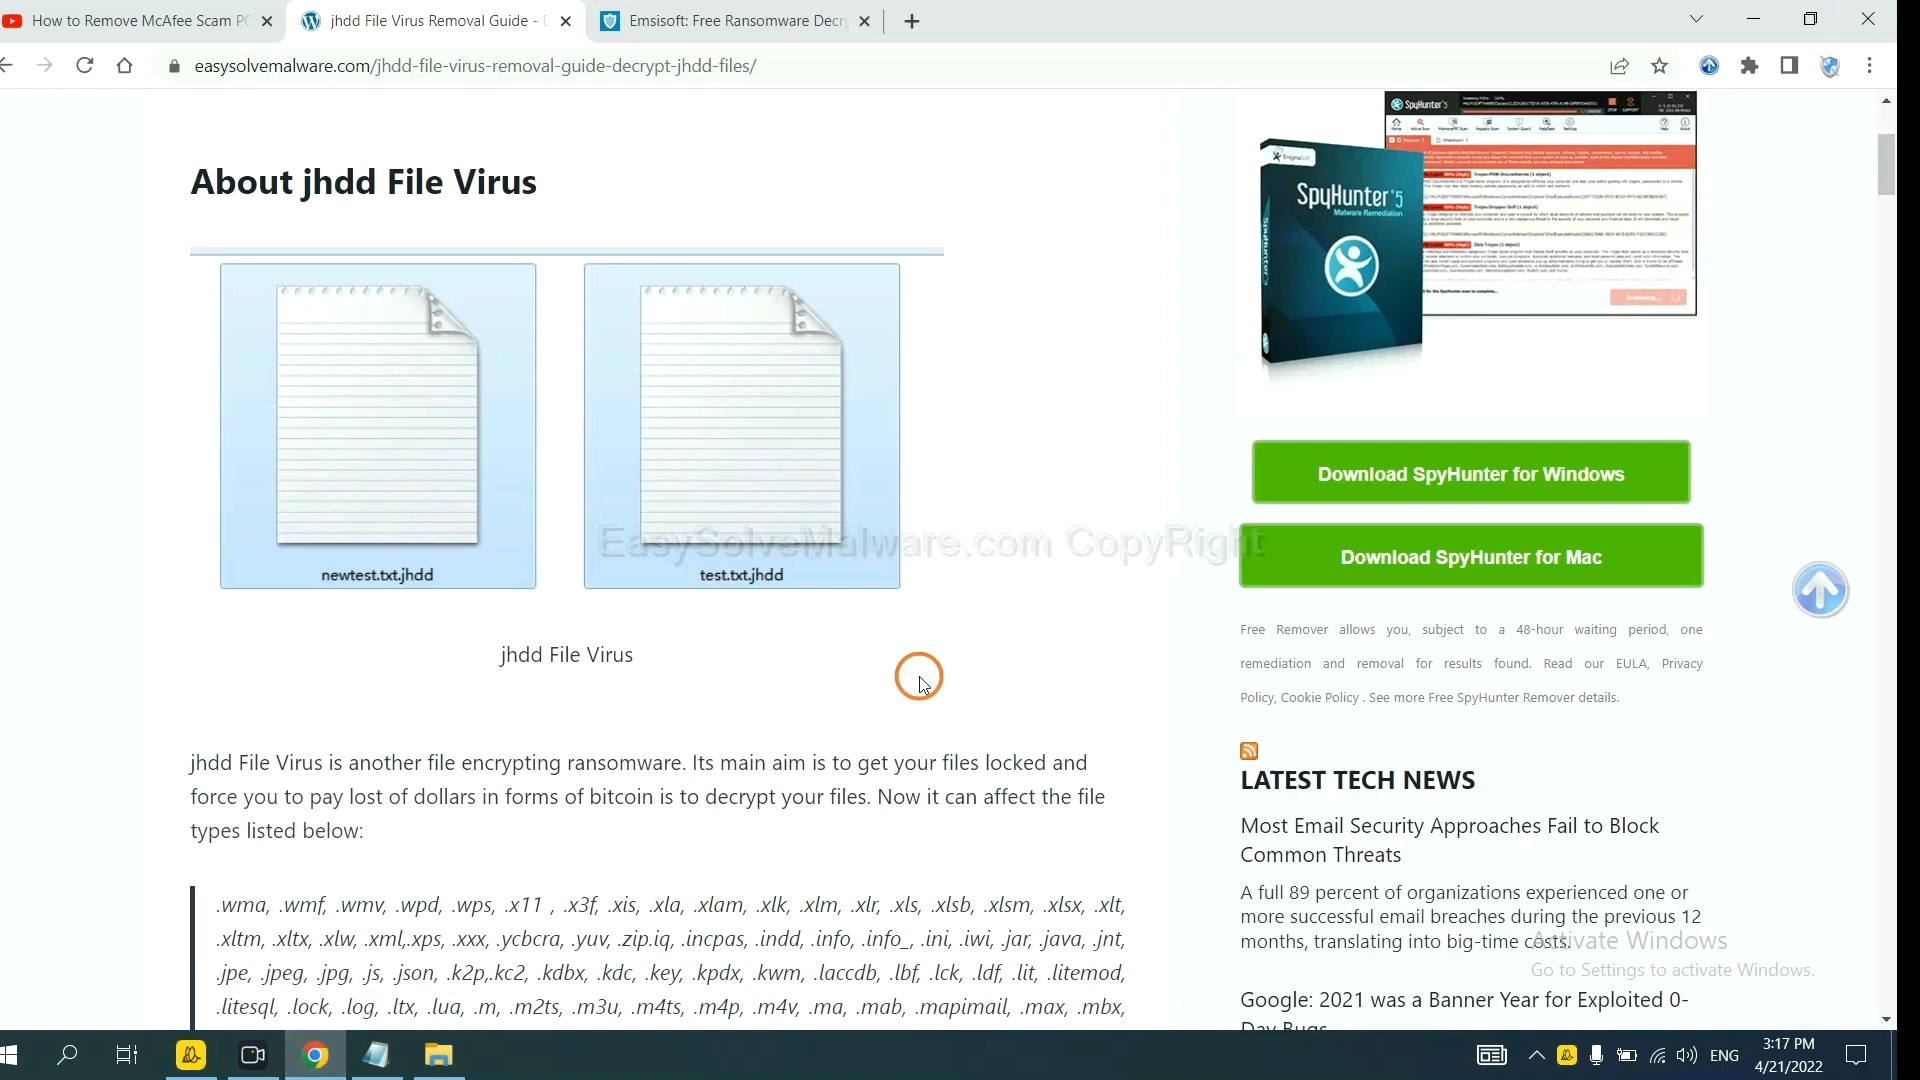 How to Remove McAfee Scam PC
jhdd File Virus Removal Guide - D
Emsisoft: Free Ransomware Decry
easysolvemalware.com/jhdd-file-virus-removal-guide-decrypt-jhdd-files/
About jhdd File Virus
newtest.txt.jhdd
test.txt.jhdd
jhdd File Virus
EasySolveMalware.com CopyRight
jhdd File Virus is another file encrypting ransomware. Its main aim is to get your files locked and
force you to pay lost of dollars in forms of bitcoin is to decrypt your files. Now it can affect the file
types listed below:
.wma, .wmf, .wmv, .wpd, .wps, .x11 , .x3f, .xis, .xla, .xlam, .xlk, .xlm, .xlr, .xls, .xlsb, .xlsm, .xlsx, .xlt,
.xltm, .xltx, .xlw, .xml,.xps, .xxx, .ycbcra, .yuv, .zip.iq, .incpas, .indd, .info, .info_, .ini, .iwi, .jar, .java, .jnt,
.jpe, .jpeg, .jpg, .js, .json, .k2p,.kc2, .kdbx, .kdc, .key, .kpdx, .kwm, .laccdb, .lbf, .lck, .ldf, .lit, .litemod,
.litesql, .lock, .log, .ltx, .lua, .m, .m2ts, .m3u, .m4ts, .m4p, .m4v, .ma, .mab, .mapimail, .max, .mbx,
SpyHunter 5
EnigmaSoft
SpyHunter 5
Malware Remediation
Scanning...
Download SpyHunter for Windows
Download SpyHunter for Mac
Free Remover allows you, subject to a 48-hour waiting period, one
remediation and removal for results found. Read our EULA, Privacy
Policy, Cookie Policy . See more Free SpyHunter Remover details.
LATEST TECH NEWS
Most Email Security Approaches Fail to Block
Common Threats
A full 89 percent of organizations experienced one or
more successful email breaches during the previous 12
months, translating into big-time costs.
Google: 2021 was a Banner Year for Exploited 0-
Day Bugs
Activate Windows
Go to Settings to activate Windows.
ENG
3:17 PM
4/21/2022